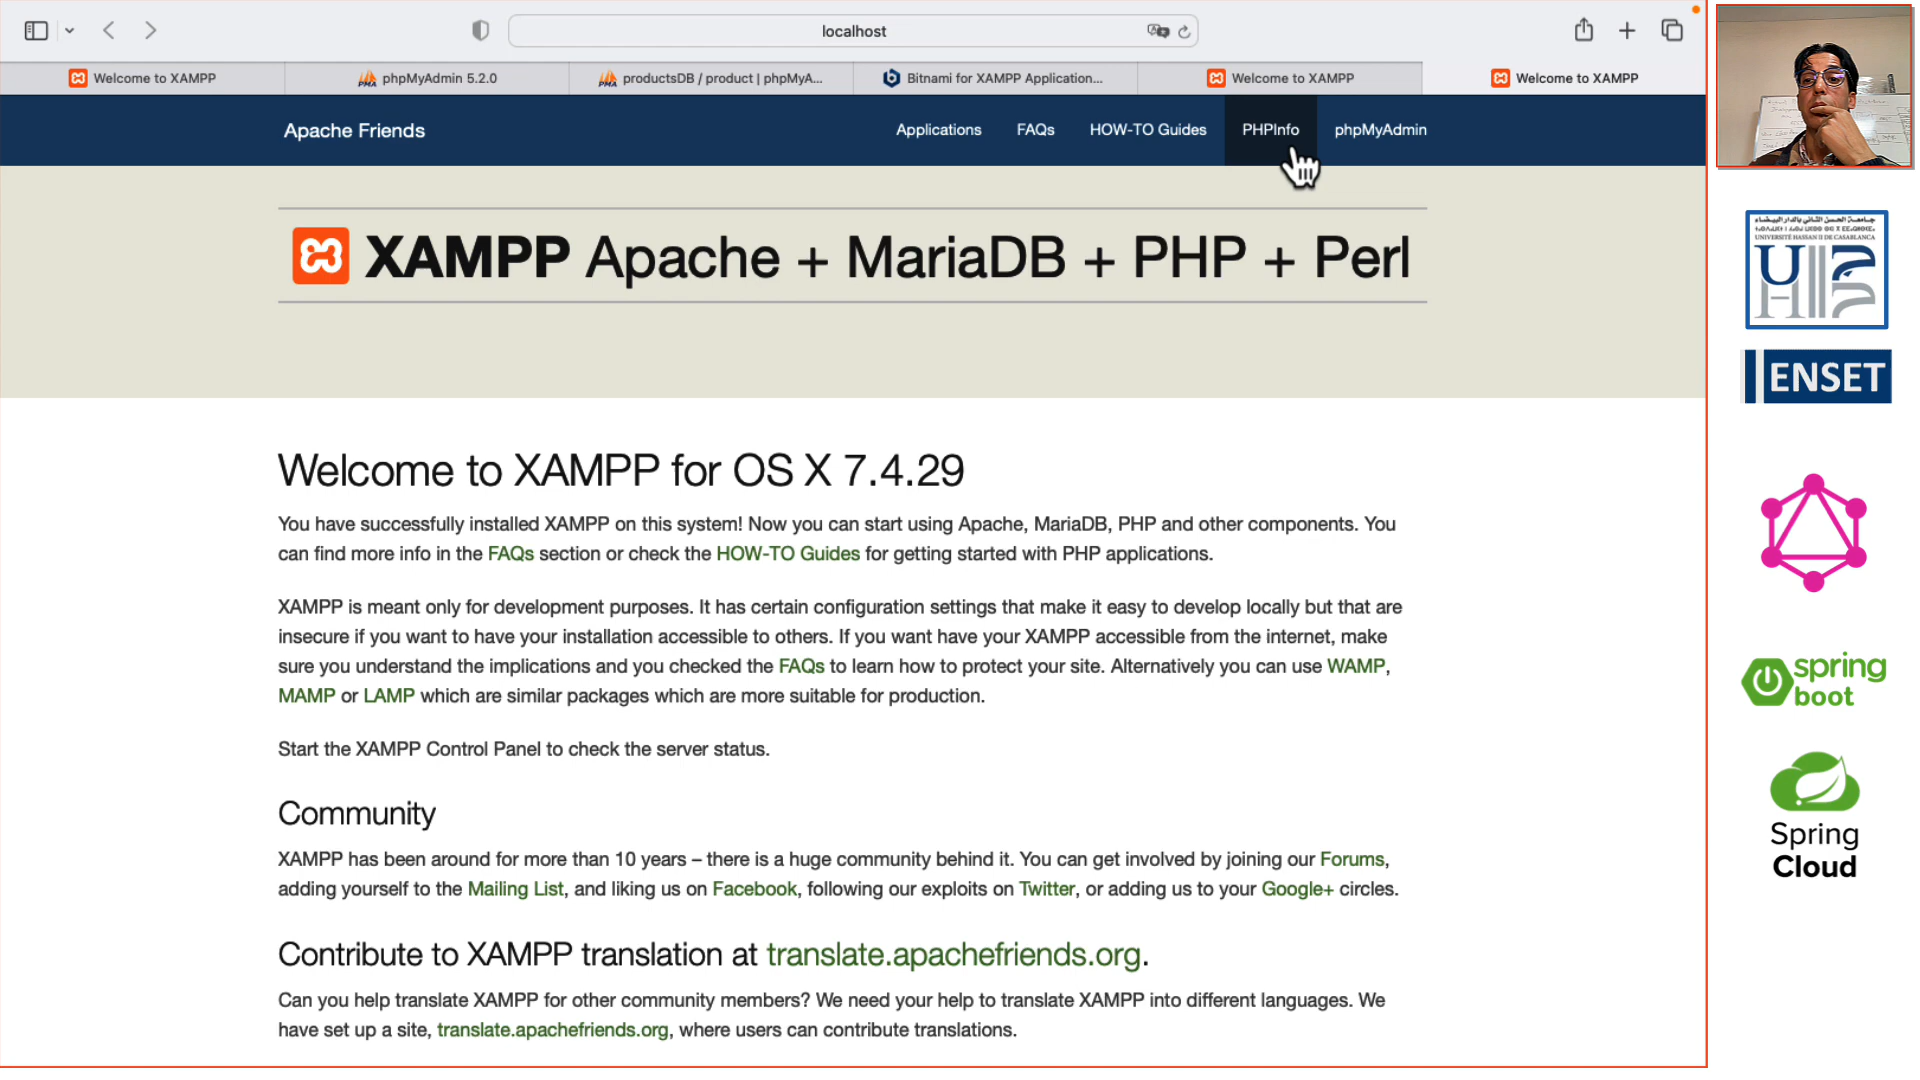 localhost
Welcome to XAMPP
phpMyAdmin 5.2.0
productsDB / product | phpMyA...
Bitnami for XAMPP Application...
Welcome to XAMPP
Welcome to XAMPP
Apache Friends
Applications
FAQs
HOW-TO Guides
PHPInfo
phpMyAdmin
XAMPP Apache + MariaDB + PHP + Perl
Welcome to XAMPP for OS X 7.4.29
You have successfully installed XAMPP on this system! Now you can start using Apache, MariaDB, PHP and other components. You
can find more info in the FAQs section or check the HOW-TO Guides for getting started with PHP applications.
XAMPP is meant only for development purposes. It has certain configuration settings that make it easy to develop locally but that are
insecure if you want to have your installation accessible to others. If you want have your XAMPP accessible from the internet, make
sure you understand the implications and you checked the FAQs to learn how to protect your site. Alternatively you can use WAMP,
MAMP or LAMP which are similar packages which are more suitable for production.
Start the XAMPP Control Panel to check the server status.
Community
XAMPP has been around for more than 10 years – there is a huge community behind it. You can get involved by joining our Forums,
adding yourself to the Mailing List, and liking us on Facebook, following our exploits on Twitter, or adding us to your Google+ circles.
Contribute to XAMPP translation at translate.apachefriends.org.
Can you help translate XAMPP for other community members? We need your help to translate XAMPP into different languages. We
have set up a site, translate.apachefriends.org, where users can contribute translations.
جامعة الحسن الثاني بالدار البيضاء
UNIVERSITÉ HASSAN II DE CASABLANCA
ENSET
spring
boot
Spring
Cloud